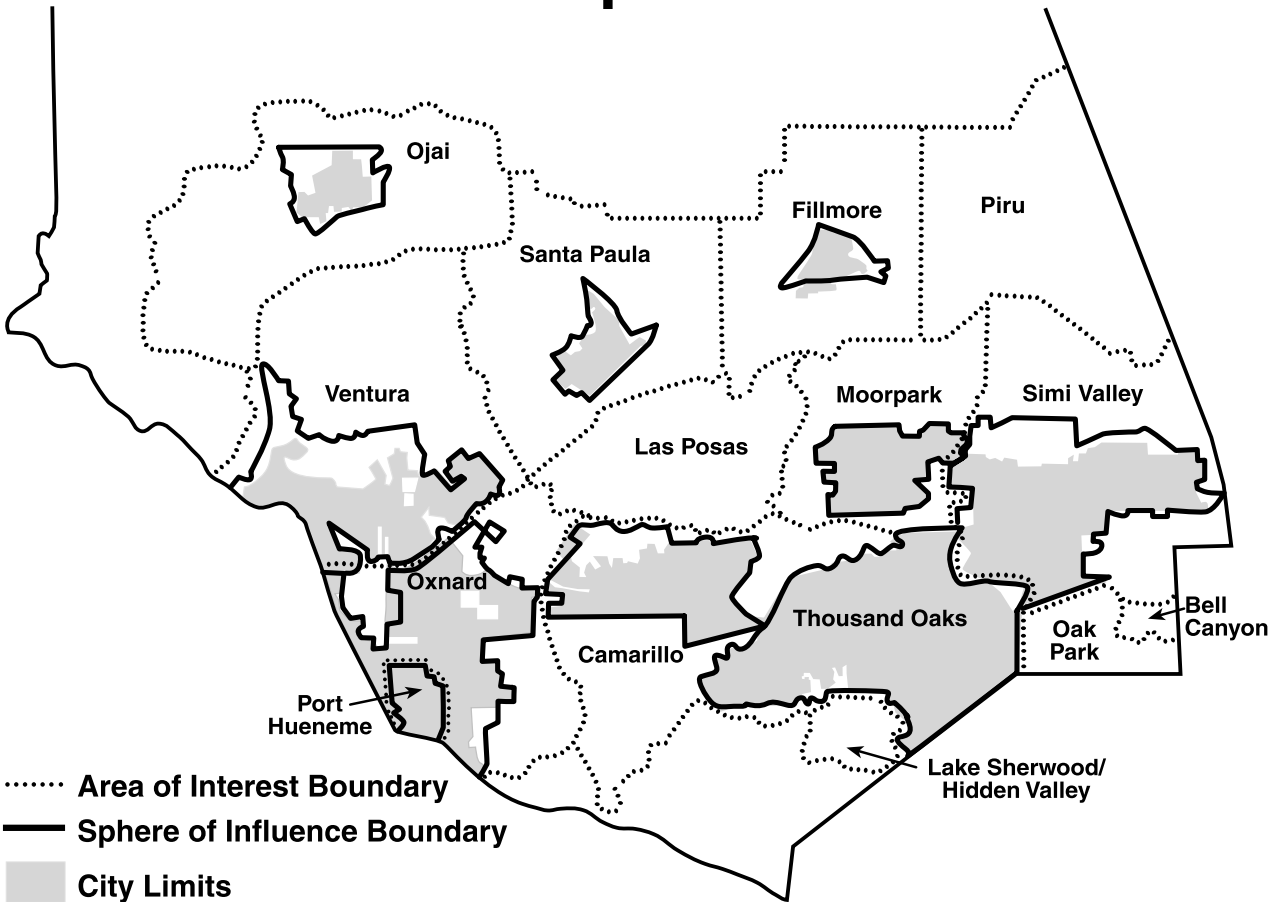 Ojai
Fillmore
Piru
Santa Paula
Ventura
Moorpark
Simi Valley
Las Posas
Oxnard
Thousand Oaks
Bell
Canyon
Oak
Park
Camarillo
Port
Hueneme
Lake Sherwood/
Hidden Valley
Area of Interest Boundary
Sphere of Influence Boundary
City Limits